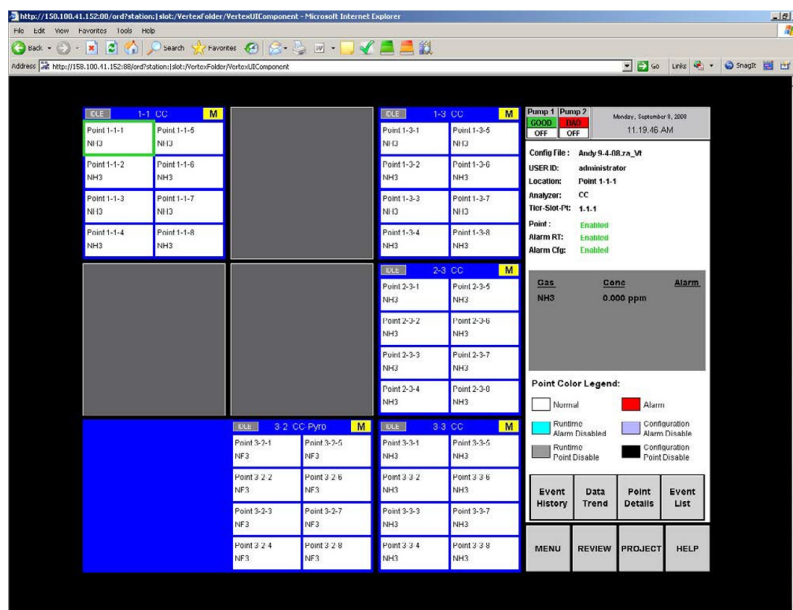 http://150.100.41.152:00/ord?station:|slot:/VertexFolder/VertexUIComponent - Microsoft Internet Explorer
File Edit View Favorites Tools Help
Back Search Favorites
Address http://158.100.41.152:88/ord?station:|slot:/VertexFolder/VertexUIComponent Go Links SnagIt
IDLE 1-1 CC M
Point 1-1-1 Point 1-1-5
NH3 NH3
Point 1-1-2 Point 1-1-6
NH3 NH3
Point 1-1-3 Point 1-1-7
NH3 NH3
Point 1-1-4 Point 1-1-8
NH3 NH3
IDLE 1-3 CC M
Point 1-3-1 Point 1-3-5
NH3 NH3
Point 1-3-2 Point 1-3-6
NH3 NH3
Point 1-3-3 Point 1-3-7
NH3 NH3
Point 1-3-4 Point 1-3-8
NH3 NH3
IDLE 2-3 CC M
Point 2-3-1 Point 2-3-5
NH3 NH3
Point 2-3-2 Point 2-3-6
NH3 NH3
Point 2-3-3 Point 2-3-7
NH3 NH3
Point 2-3-4 Point 2-3-8
NH3 NH3
IDLE 3-2 CC-Pyro M
Point 3-2-1 Point 3-2-5
NF3 NF3
Point 3-2-2 Point 3-2-6
NF3 NF3
Point 3-2-3 Point 3-2-7
NF3 NF3
Point 3-2-4 Point 3-2-8
NF3 NF3
IDLE 3-3 CC M
Point 3-3-1 Point 3-3-5
NH3 NH3
Point 3-3-2 Point 3-3-6
NH3 NH3
Point 3-3-3 Point 3-3-7
NH3 NH3
Point 3-3-4 Point 3-3-8
NH3 NH3
Pump 1 Pump 2
GOOD BAD
OFF OFF
Monday, September 8, 2008
11:19:46 AM
Config File : Andy 9-4-08.ra_Vt
USER ID: administrator
Location: Point 1-1-1
Analyzer: CC
Tier-Slot-Pt: 1-1-1
Point : Enabled
Alarm RT: Enabled
Alarm Cfg: Enabled
Gas Conc Alarm
NH3 0.000 ppm
Point Color Legend:
Normal Alarm
Runtime Configuration
Alarm Disabled Alarm Disable
Runtime Configuration
Point Disable Point Disable
Event Data Point Event
History Trend Details List
MENU REVIEW PROJECT HELP